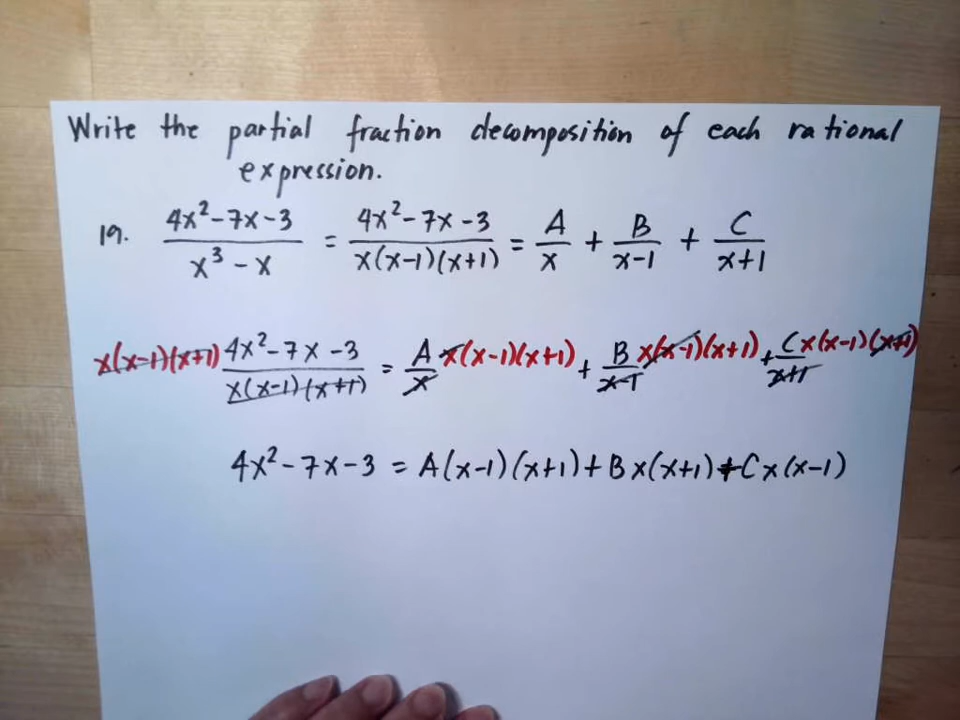 Write the partial fraction decomposition of each rational
expression.
19. (4x²-7x-3)/(x³-x) = (4x²-7x-3)/(x(x-1)(x+1)) = A/x + B/(x-1) + C/(x+1)
x(x-1)(x+1) (4x²-7x-3)/(x(x-1)(x+1)) = A/x x(x-1)(x+1) + B/(x-1) x(x-1)(x+1) + C/(x+1) x(x-1)(x+1)
4x²-7x-3 = A(x-1)(x+1)+Bx(x+1)+Cx(x-1)